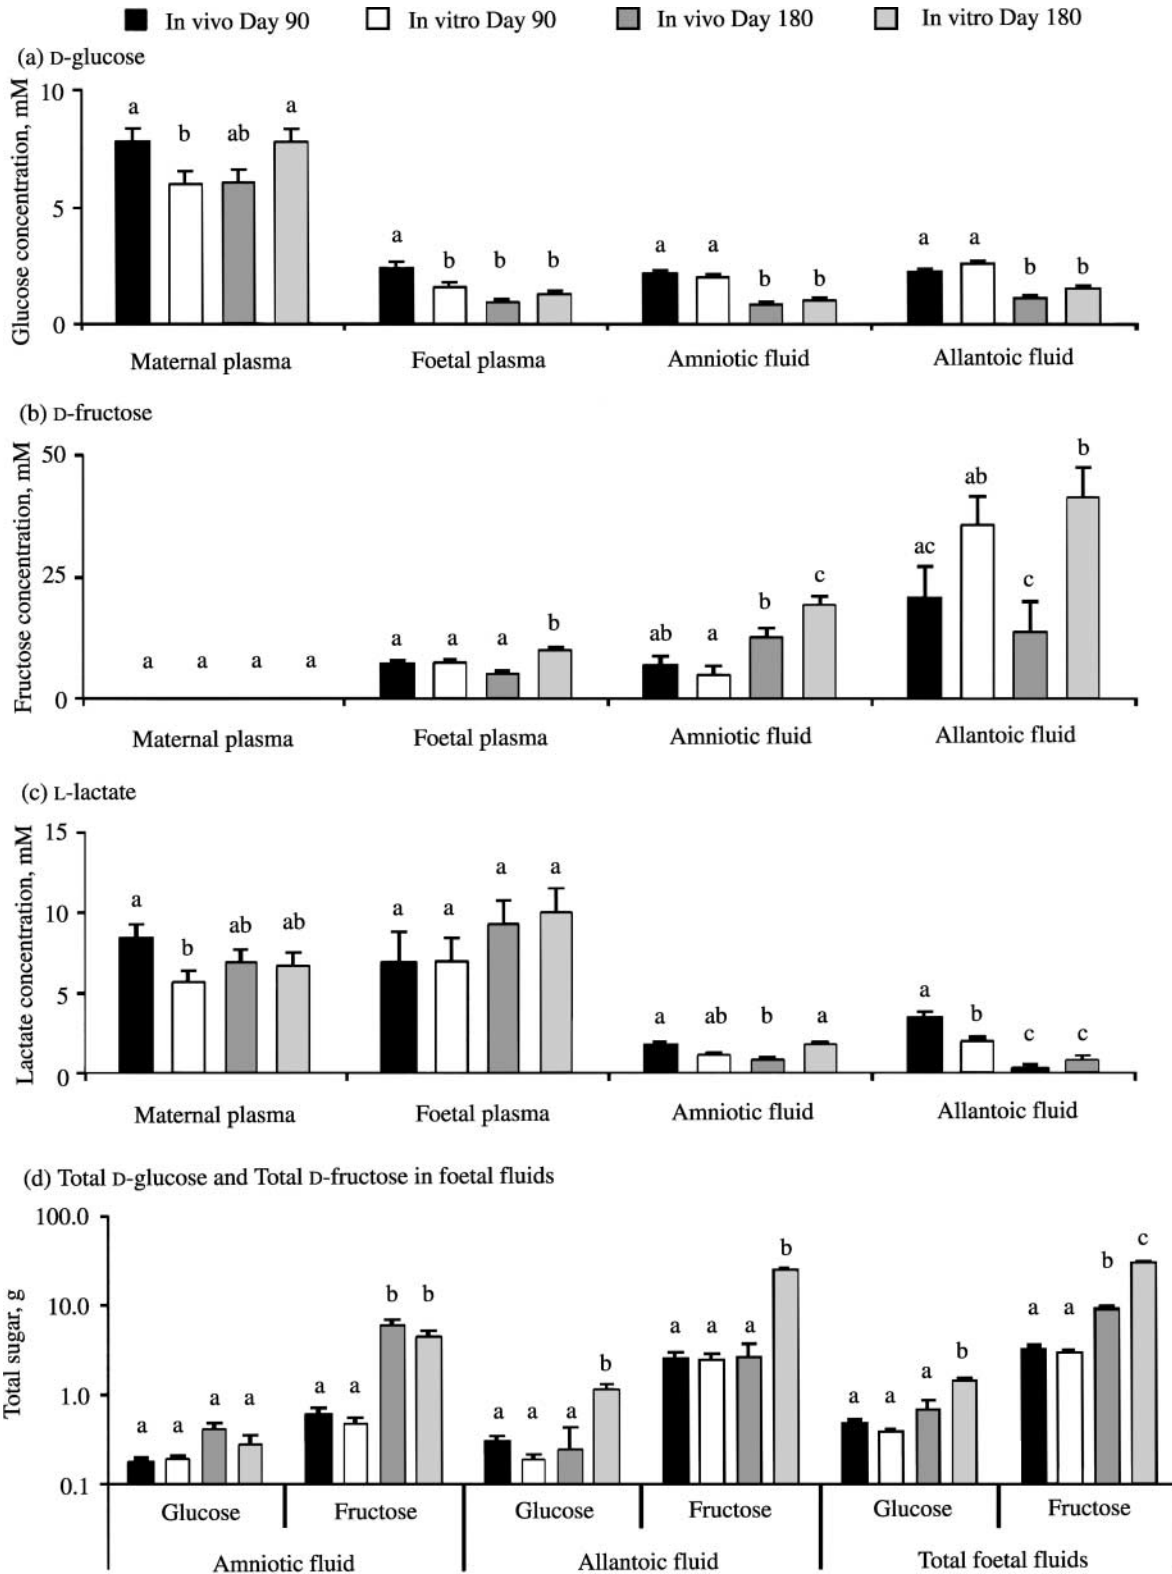 In vivo Day 90 In vitro Day 90 In vivo Day 180 In vitro Day 180
(a) D-glucose
Glucose concentration, mM
10
5
0
a b ab a
a b b b
a a b b
a a b b
Maternal plasma Foetal plasma Amniotic fluid Allantoic fluid
(b) D-fructose
Fructose concentration, mM
50
25
0
a a a a
a a a b
ab a b c
ac ab c b
Maternal plasma Foetal plasma Amniotic fluid Allantoic fluid
(c) L-lactate
Lactate concentration, mM
15
10
5
0
a b ab ab
a a a a
a ab b a
a b c c
Maternal plasma Foetal plasma Amniotic fluid Allantoic fluid
(d) Total D-glucose and Total D-fructose in foetal fluids
Total sugar, g
100.0
10.0
1.0
0.1
a a a a
a a b b
a a a b
a a a b
a a a b
a a b c
Glucose Fructose Glucose Fructose Glucose Fructose
Amniotic fluid Allantoic fluid Total foetal fluids